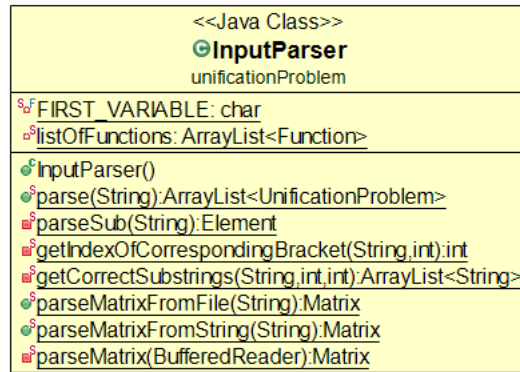 <<Java Class>>
InputParser
unificationProblem
FIRST_VARIABLE: char
listOfFunctions: ArrayList<Function>
InputParser()
parse(String):ArrayList<UnificationProblem>
parseSub(String):Element
getIndexOfCorrespondingBracket(String,int):int
getCorrectSubstrings(String,int,int):ArrayList<String>
parseMatrixFromFile(String):Matrix
parseMatrixFromString(String):Matrix
parseMatrix(BufferedReader):Matrix